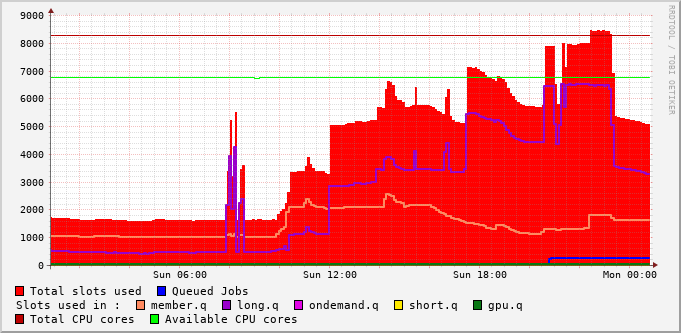 9000
8000
7000
6000
5000
4000
3000
2000
1000
0
Sun 06:00 Sun 12:00 Sun 18:00 Mon 00:00
RRDTOOL / TOBI OETIKER
Total slots used Queued Jobs
Slots used in : member.q long.q ondemand.q short.q gpu.q
Total CPU cores Available CPU cores